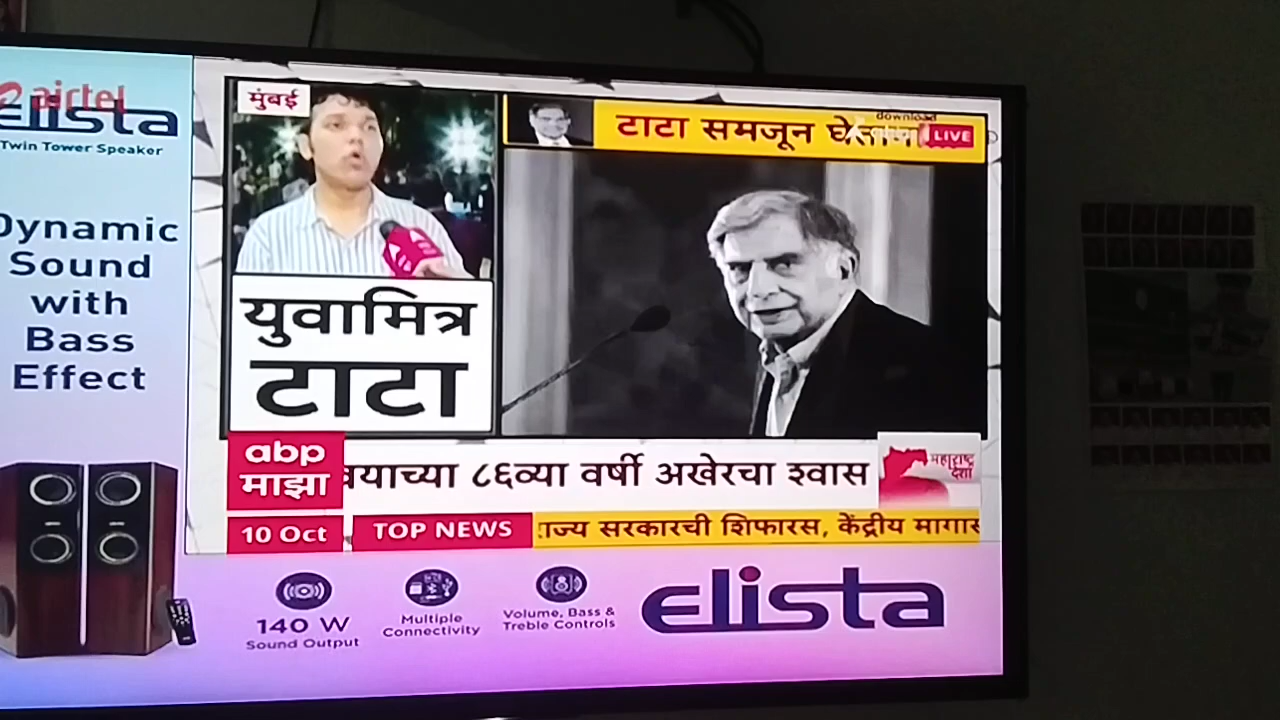 airtel
Elista
Twin Tower Speaker
Dynamic
Sound
with
Bass
Effect
मुंबई
युवामित्र
टाटा
download
टाटा समजून
LIVE
abp
माझा
वयाच्या ८६व्या वर्षी अखेरचा श्वास
महाराष्ट्र
देशा
10 Oct
TOP NEWS
राज्य सरकारची शिफारस, केंद्रीय मागास
140 W
Sound Output
Multiple
Connectivity
Volume, Bass &
Treble Controls
Elista